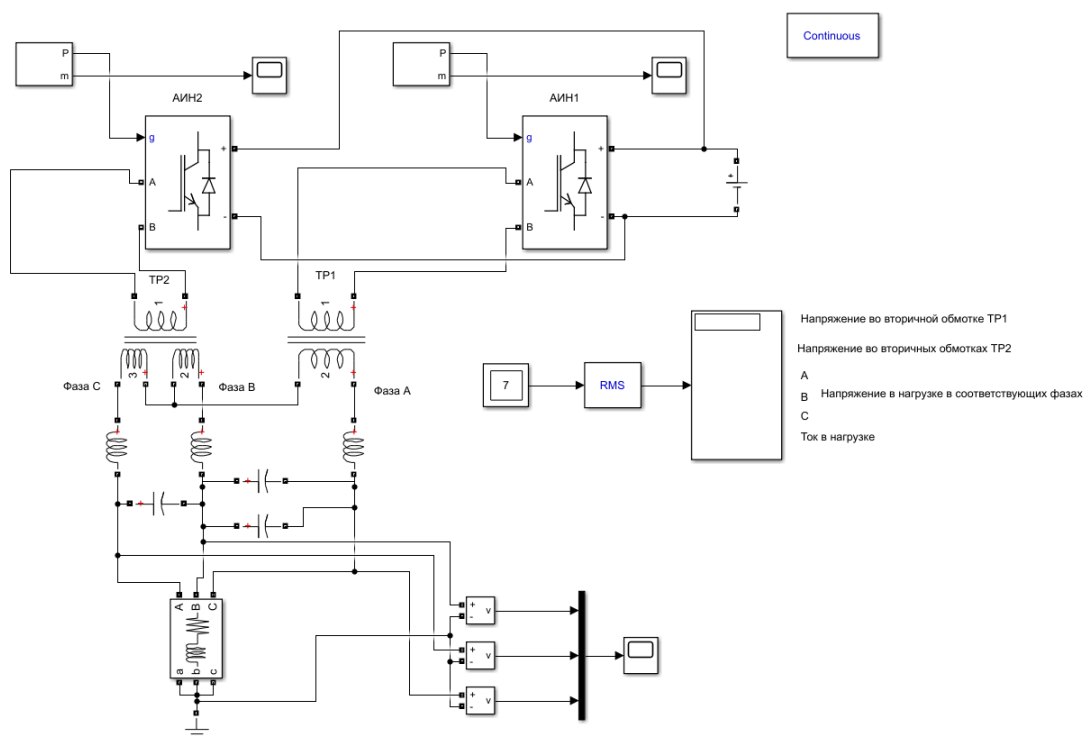 Continuous
P
m
P
m
АИН2
АИН1
g
A
B
+
-
g
A
B
+
-
+
ТР2
ТР1
1
+
1
+
3
2
+
2
+
Фаза С
Фаза В
Фаза А
+
+
+
+
+
+
7
RMS
Напряжение во вторичной обмотке ТР1
Напряжение во вторичных обмотках ТР2
А
В Напряжение в нагрузке в соответствующих фазах
С
Ток в нагрузке
A B C
a b c
+
-
v
+
-
v
+
-
v